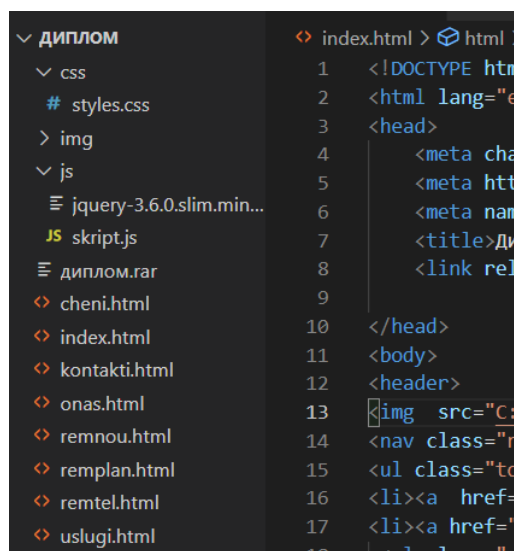 ДИПЛОМ
css
# styles.css
img
js
jquery-3.6.0.slim.min...
JS skript.js
диплом.rar
cheni.html
index.html
kontakti.html
onas.html
remnou.html
remplan.html
remtel.html
uslugi.html
index.html > html
1 <!DOCTYPE htm
2 <html lang="e
3 <head>
4 <meta cha
5 <meta htt
6 <meta nam
7 <title>Ди
8 <link rel
9
10 </head>
11 <body>
12 <header>
13 <img  src="C:
14 <nav class="n
15 <ul class="to
16 <li><a  href=
17 <li><a href="